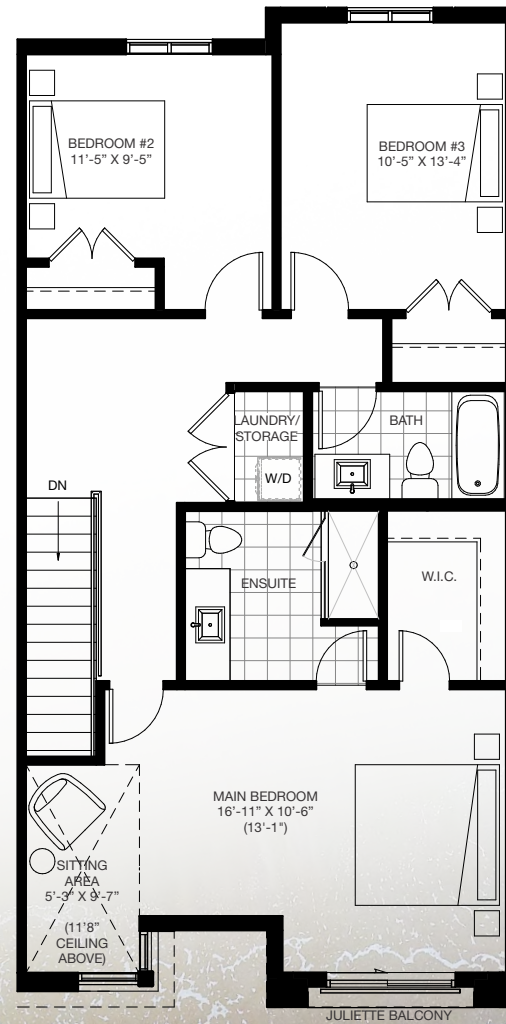 BEDROOM #2
11’-5” X 9’-5”
BEDROOM #3
10’-5” X 13’-4”
LAUNDRY/
STORAGE
W/D
BATH
DN
ENSUITE
W.I.C.
MAIN BEDROOM
16’-11” X 10’-6”
(13'-1")
SITTING
AREA
5’-3” X 9’-7”
(11’8”
CEILING
ABOVE)
JULIETTE BALCONY